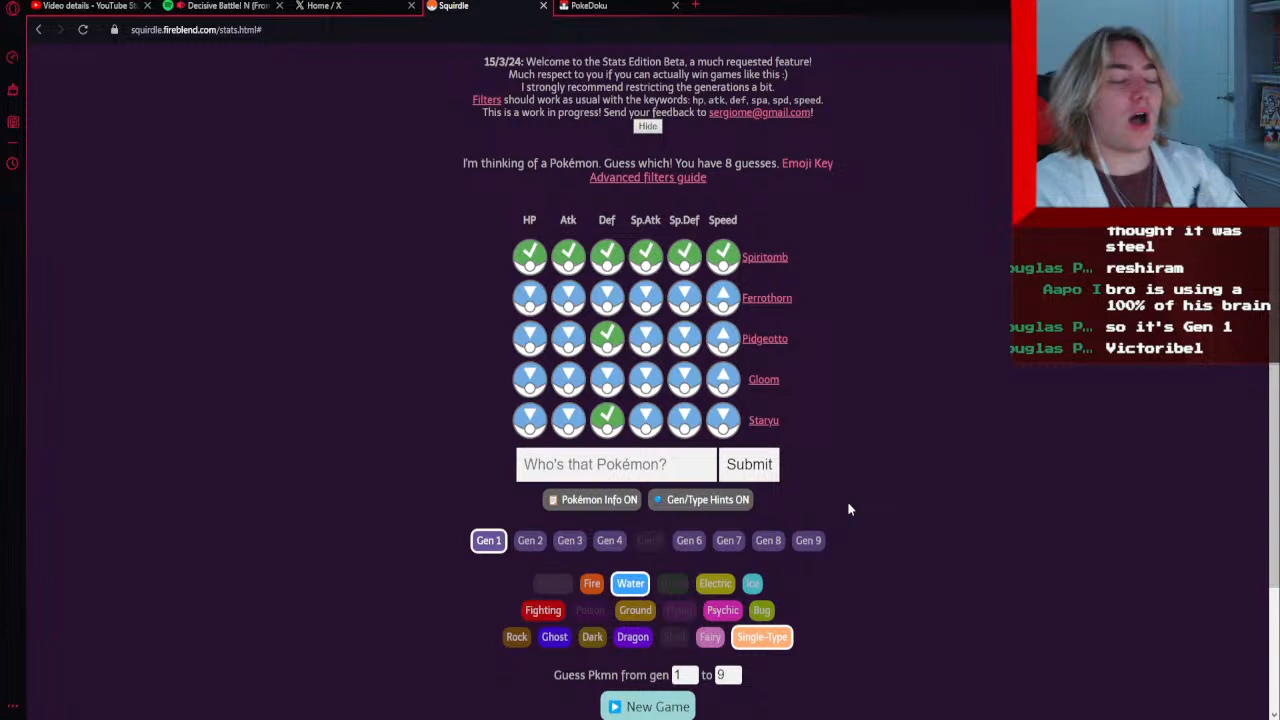 Video details - YouTube St
Decisive Battle! N (From
Home / X
Squirdle
PokeDoku
squirdle.fireblend.com/stats.html#
15/3/24: Welcome to the Stats Edition Beta, a much requested feature!
Much respect to you if you can actually win games like this :)
I strongly recommend restricting the generations a bit.
Filters should work as usual with the keywords: hp, atk, def, spa, spd, speed.
This is a work in progress! Send your feedback to sergiome@gmail.com!
Hide
I'm thinking of a Pokémon. Guess which! You have 8 guesses. Emoji Key
Advanced filters guide
HP Atk Def Sp.Atk Sp.Def Speed
Spiritomb
Ferrothorn
Pidgeotto
Gloom
Staryu
Who's that Pokémon? Submit
Pokémon Info ON Gen/Type Hints ON
Gen 1 Gen 2 Gen 3 Gen 4 Gen 6 Gen 7 Gen 8 Gen 9
Fire Water Electric Ice
Fighting Poison Ground Flying Psychic Bug
Rock Ghost Dark Dragon Steel Fairy Single-Type
Guess Pkmn from gen 1 to 9
New Game
thought it was
steel
ouglas P… reshiram
Aapo I bro is using a
100% of his brain
ouglas P… so it's Gen 1
ouglas P… Victoribel